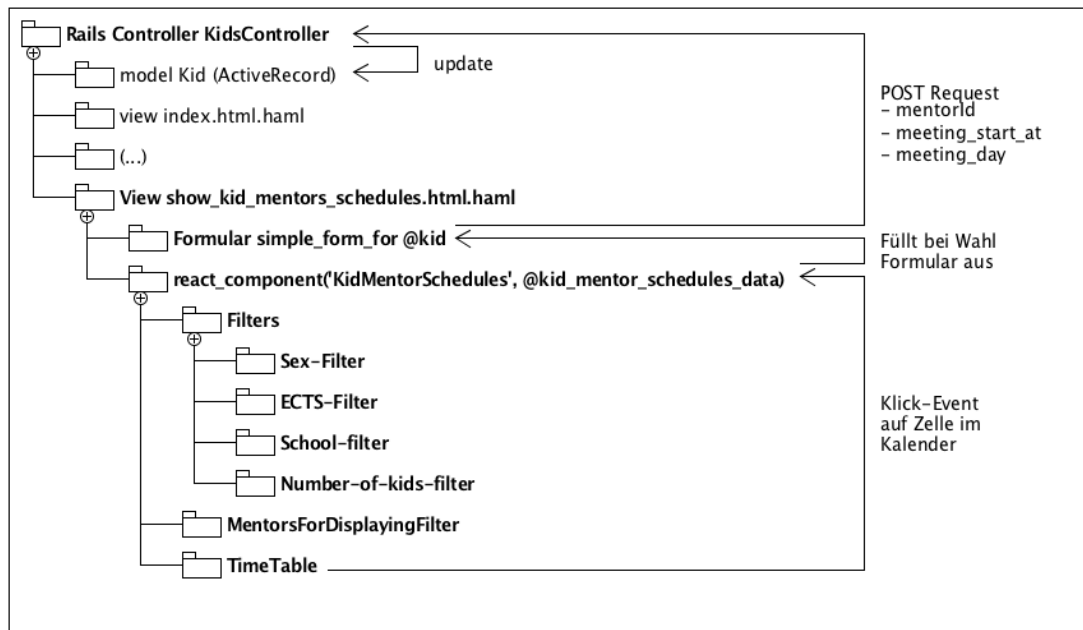 Rails Controller KidsController
update
model Kid (ActiveRecord)
view index.html.haml
(...)
View show_kid_mentors_schedules.html.haml
POST Request
- mentorId
- meeting_start_at
- meeting_day
Formular simple_form_for @kid
Füllt bei Wahl
Formular aus
react_component('KidMentorSchedules', @kid_mentor_schedules_data)
Filters
Sex-Filter
ECTS-Filter
School-filter
Number-of-kids-filter
Klick-Event
auf Zelle im
Kalender
MentorsForDisplayingFilter
TimeTable